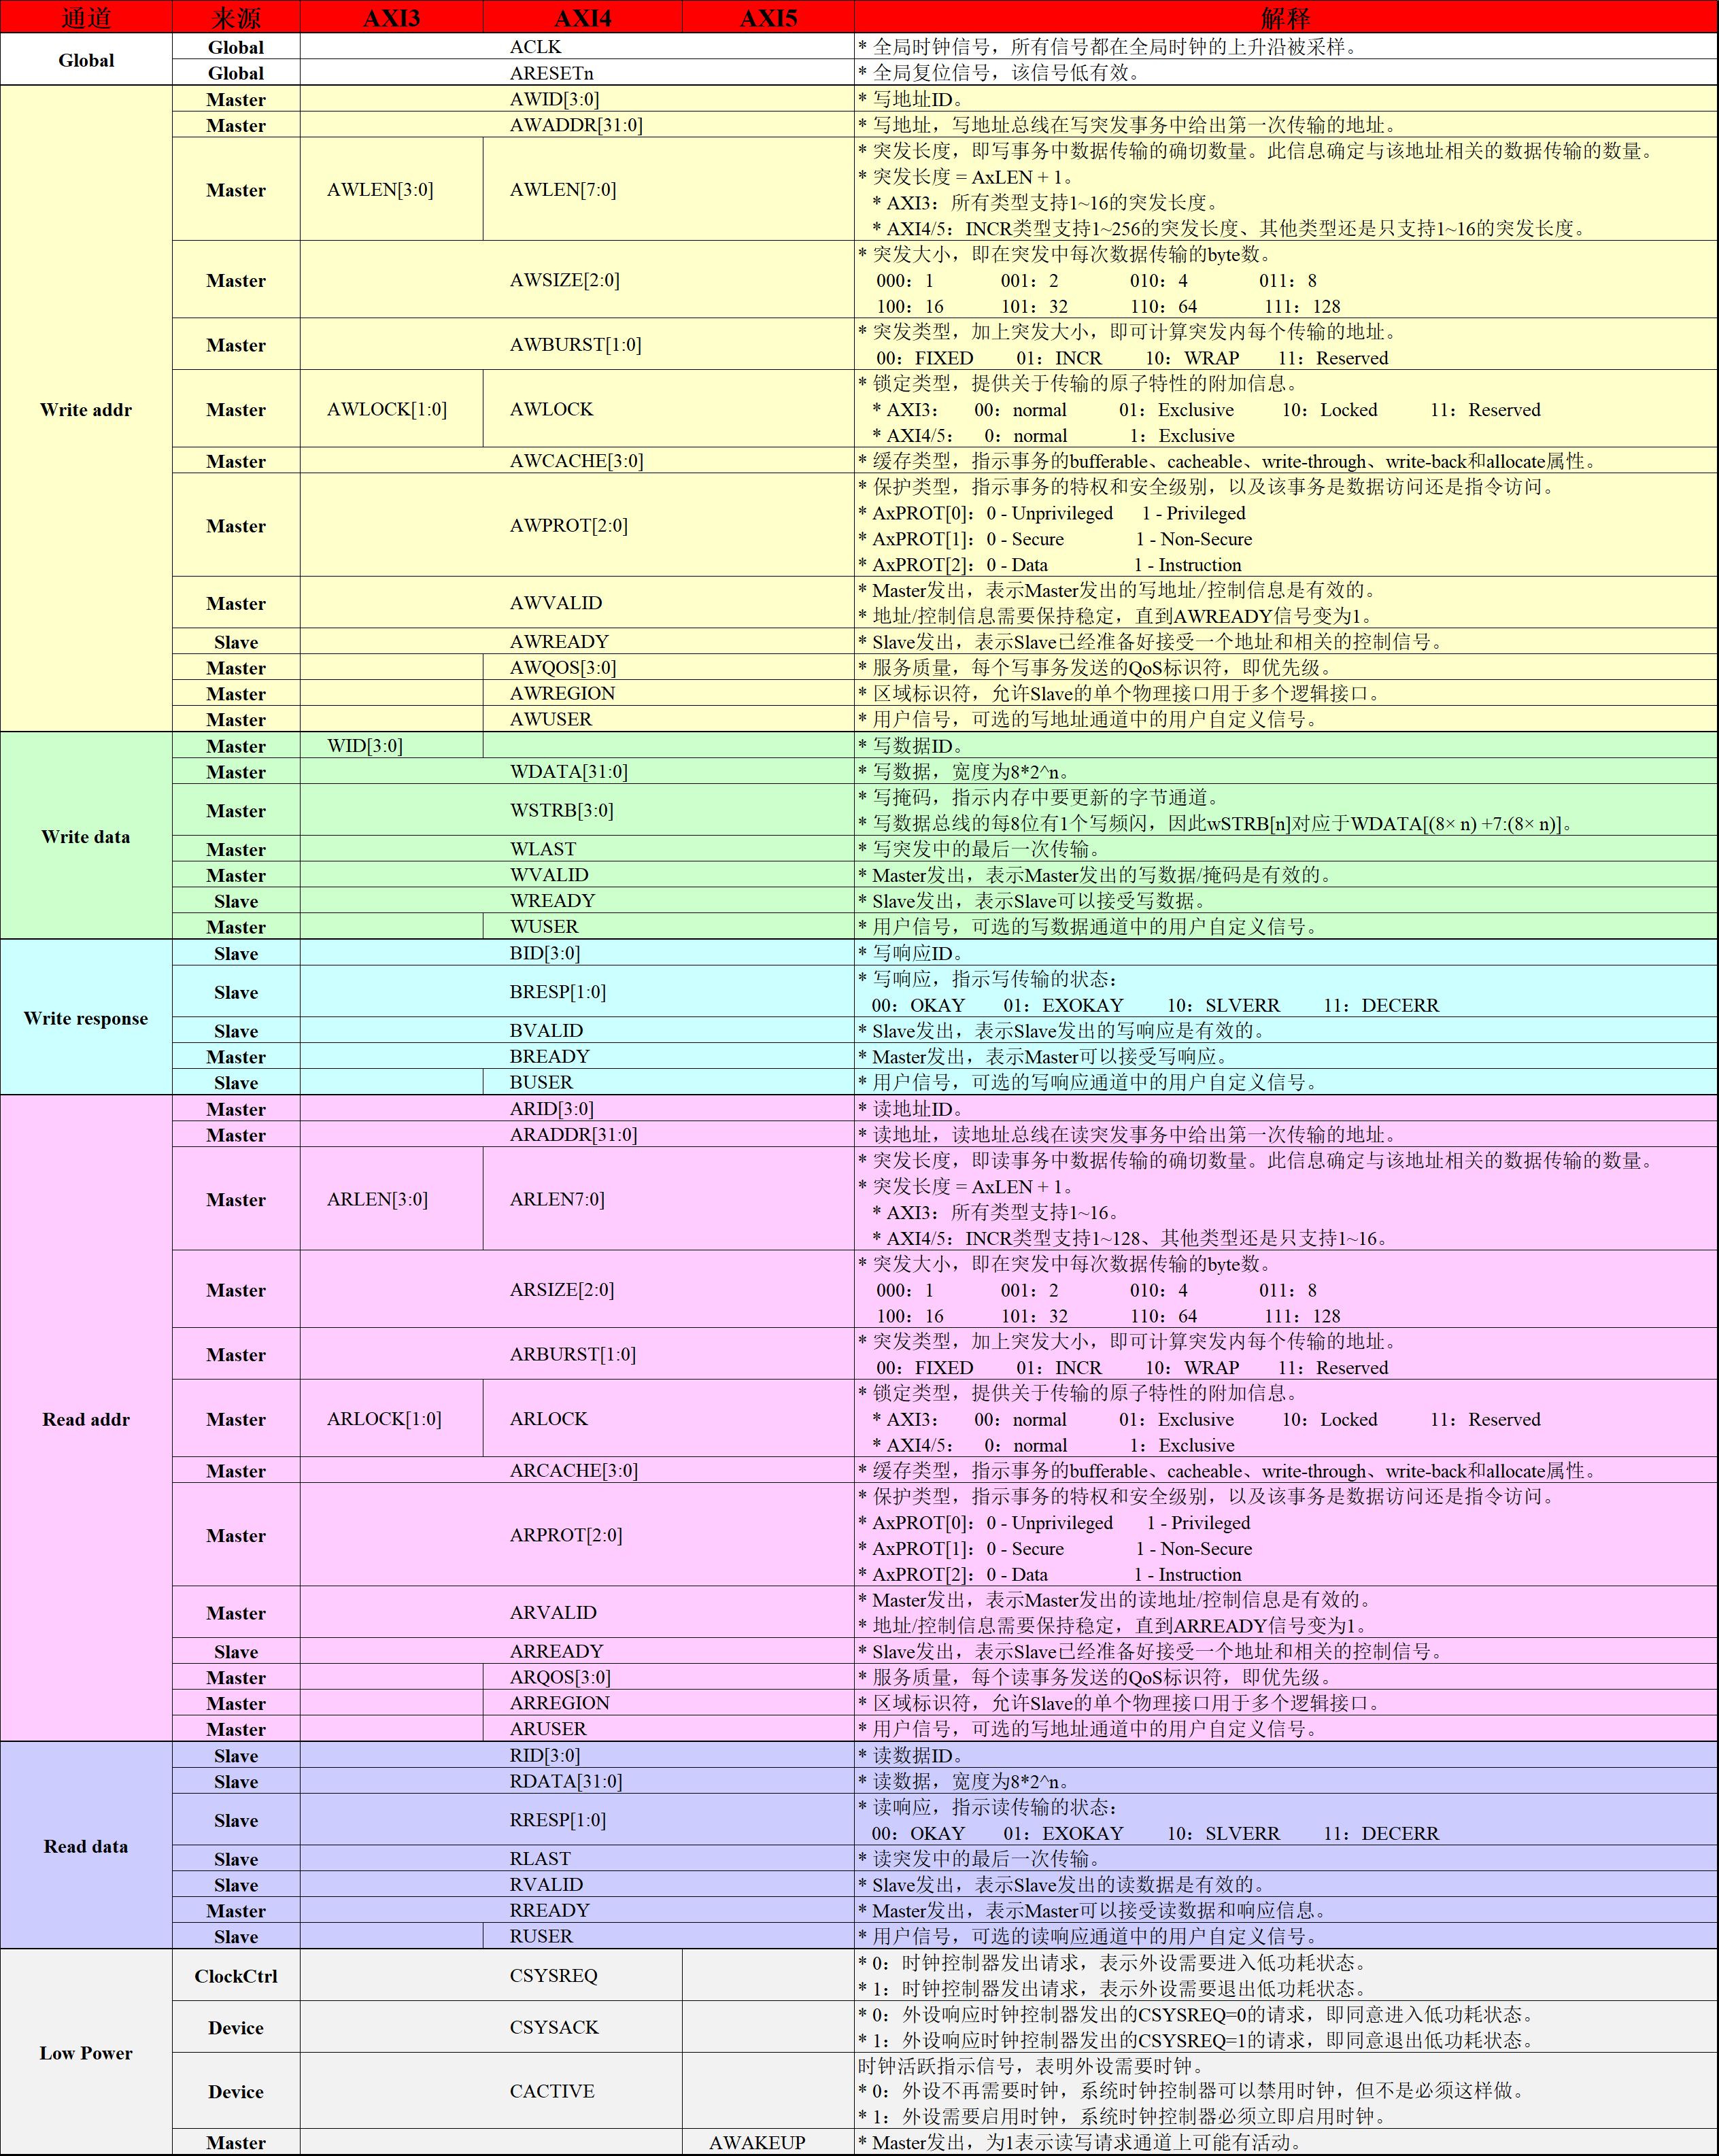 通道 来源 AXI3 AXI4 AXI5 解释
Global
Global ACLK * 全局时钟信号，所有信号都在全局时钟的上升沿被采样。
Global ARESETn * 全局复位信号，该信号低有效。
Write addr
Master AWID[3:0] * 写地址ID。
Master AWADDR[31:0] * 写地址，写地址总线在写突发事务中给出第一次传输的地址。
Master AWLEN[3:0] AWLEN[7:0]
* 突发长度，即写事务中数据传输的确切数量。此信息确定与该地址相关的数据传输的数量。
* 突发长度 = AxLEN + 1。
* AXI3：所有类型支持1~16的突发长度。
* AXI4/5：INCR类型支持1~256的突发长度、其他类型还是只支持1~16的突发长度。
Master AWSIZE[2:0]
* 突发大小，即在突发中每次数据传输的byte数。
000：1 001：2 010：4 011：8
100：16 101：32 110：64 111：128
Master AWBURST[1:0]
* 突发类型，加上突发大小，即可计算突发内每个传输的地址。
00：FIXED 01：INCR 10：WRAP 11：Reserved
Master AWLOCK[1:0] AWLOCK
* 锁定类型，提供关于传输的原子特性的附加信息。
* AXI3： 00：normal 01：Exclusive 10：Locked 11：Reserved
* AXI4/5： 0：normal 1：Exclusive
Master AWCACHE[3:0] * 缓存类型，指示事务的bufferable、cacheable、write-through、write-back和allocate属性。
Master AWPROT[2:0]
* 保护类型，指示事务的特权和安全级别，以及该事务是数据访问还是指令访问。
* AxPROT[0]：0 - Unprivileged 1 - Privileged
* AxPROT[1]：0 - Secure 1 - Non-Secure
* AxPROT[2]：0 - Data 1 - Instruction
Master AWVALID
* Master发出，表示Master发出的写地址/控制信息是有效的。
* 地址/控制信息需要保持稳定，直到AWREADY信号变为1。
Slave AWREADY * Slave发出，表示Slave已经准备好接受一个地址和相关的控制信号。
Master AWQOS[3:0] * 服务质量，每个写事务发送的QoS标识符，即优先级。
Master AWREGION * 区域标识符，允许Slave的单个物理接口用于多个逻辑接口。
Master AWUSER * 用户信号，可选的写地址通道中的用户自定义信号。
Write data
Master WID[3:0] * 写数据ID。
Master WDATA[31:0] * 写数据，宽度为8*2^n。
Master WSTRB[3:0]
* 写掩码，指示内存中要更新的字节通道。
* 写数据总线的每8位有1个写频闪，因此wSTRB[n]对应于WDATA[(8× n) +7:(8× n)]。
Master WLAST * 写突发中的最后一次传输。
Master WVALID * Master发出，表示Master发出的写数据/掩码是有效的。
Slave WREADY * Slave发出，表示Slave可以接受写数据。
Master WUSER * 用户信号，可选的写数据通道中的用户自定义信号。
Write response
Slave BID[3:0] * 写响应ID。
Slave BRESP[1:0]
* 写响应，指示写传输的状态：
00：OKAY 01：EXOKAY 10：SLVERR 11：DECERR
Slave BVALID * Slave发出，表示Slave发出的写响应是有效的。
Master BREADY * Master发出，表示Master可以接受写响应。
Slave BUSER * 用户信号，可选的写响应通道中的用户自定义信号。
Read addr
Master ARID[3:0] * 读地址ID。
Master ARADDR[31:0] * 读地址，读地址总线在读突发事务中给出第一次传输的地址。
Master ARLEN[3:0] ARLEN7:0]
* 突发长度，即读事务中数据传输的确切数量。此信息确定与该地址相关的数据传输的数量。
* 突发长度 = AxLEN + 1。
* AXI3：所有类型支持1~16。
* AXI4/5：INCR类型支持1~128、其他类型还是只支持1~16。
Master ARSIZE[2:0]
* 突发大小，即在突发中每次数据传输的byte数。
000：1 001：2 010：4 011：8
100：16 101：32 110：64 111：128
Master ARBURST[1:0]
* 突发类型，加上突发大小，即可计算突发内每个传输的地址。
00：FIXED 01：INCR 10：WRAP 11：Reserved
Master ARLOCK[1:0] ARLOCK
* 锁定类型，提供关于传输的原子特性的附加信息。
* AXI3： 00：normal 01：Exclusive 10：Locked 11：Reserved
* AXI4/5： 0：normal 1：Exclusive
Master ARCACHE[3:0] * 缓存类型，指示事务的bufferable、cacheable、write-through、write-back和allocate属性。
Master ARPROT[2:0]
* 保护类型，指示事务的特权和安全级别，以及该事务是数据访问还是指令访问。
* AxPROT[0]：0 - Unprivileged 1 - Privileged
* AxPROT[1]：0 - Secure 1 - Non-Secure
* AxPROT[2]：0 - Data 1 - Instruction
Master ARVALID
* Master发出，表示Master发出的读地址/控制信息是有效的。
* 地址/控制信息需要保持稳定，直到ARREADY信号变为1。
Slave ARREADY * Slave发出，表示Slave已经准备好接受一个地址和相关的控制信号。
Master ARQOS[3:0] * 服务质量，每个读事务发送的QoS标识符，即优先级。
Master ARREGION * 区域标识符，允许Slave的单个物理接口用于多个逻辑接口。
Master ARUSER * 用户信号，可选的写地址通道中的用户自定义信号。
Read data
Slave RID[3:0] * 读数据ID。
Slave RDATA[31:0] * 读数据，宽度为8*2^n。
Slave RRESP[1:0]
* 读响应，指示读传输的状态：
00：OKAY 01：EXOKAY 10：SLVERR 11：DECERR
Slave RLAST * 读突发中的最后一次传输。
Slave RVALID * Slave发出，表示Slave发出的读数据是有效的。
Master RREADY * Master发出，表示Master可以接受读数据和响应信息。
Slave RUSER * 用户信号，可选的读响应通道中的用户自定义信号。
Low Power
ClockCtrl CSYSREQ
* 0：时钟控制器发出请求，表示外设需要进入低功耗状态。
* 1：时钟控制器发出请求，表示外设需要退出低功耗状态。
Device CSYSACK
* 0：外设响应时钟控制器发出的CSYSREQ=0的请求，即同意进入低功耗状态。
* 1：外设响应时钟控制器发出的CSYSREQ=1的请求，即同意退出低功耗状态。
Device CACTIVE
时钟活跃指示信号，表明外设需要时钟。
* 0：外设不再需要时钟，系统时钟控制器可以禁用时钟，但不是必须这样做。
* 1：外设需要启用时钟，系统时钟控制器必须立即启用时钟。
Master AWAKEUP * Master发出，为1表示读写请求通道上可能有活动。